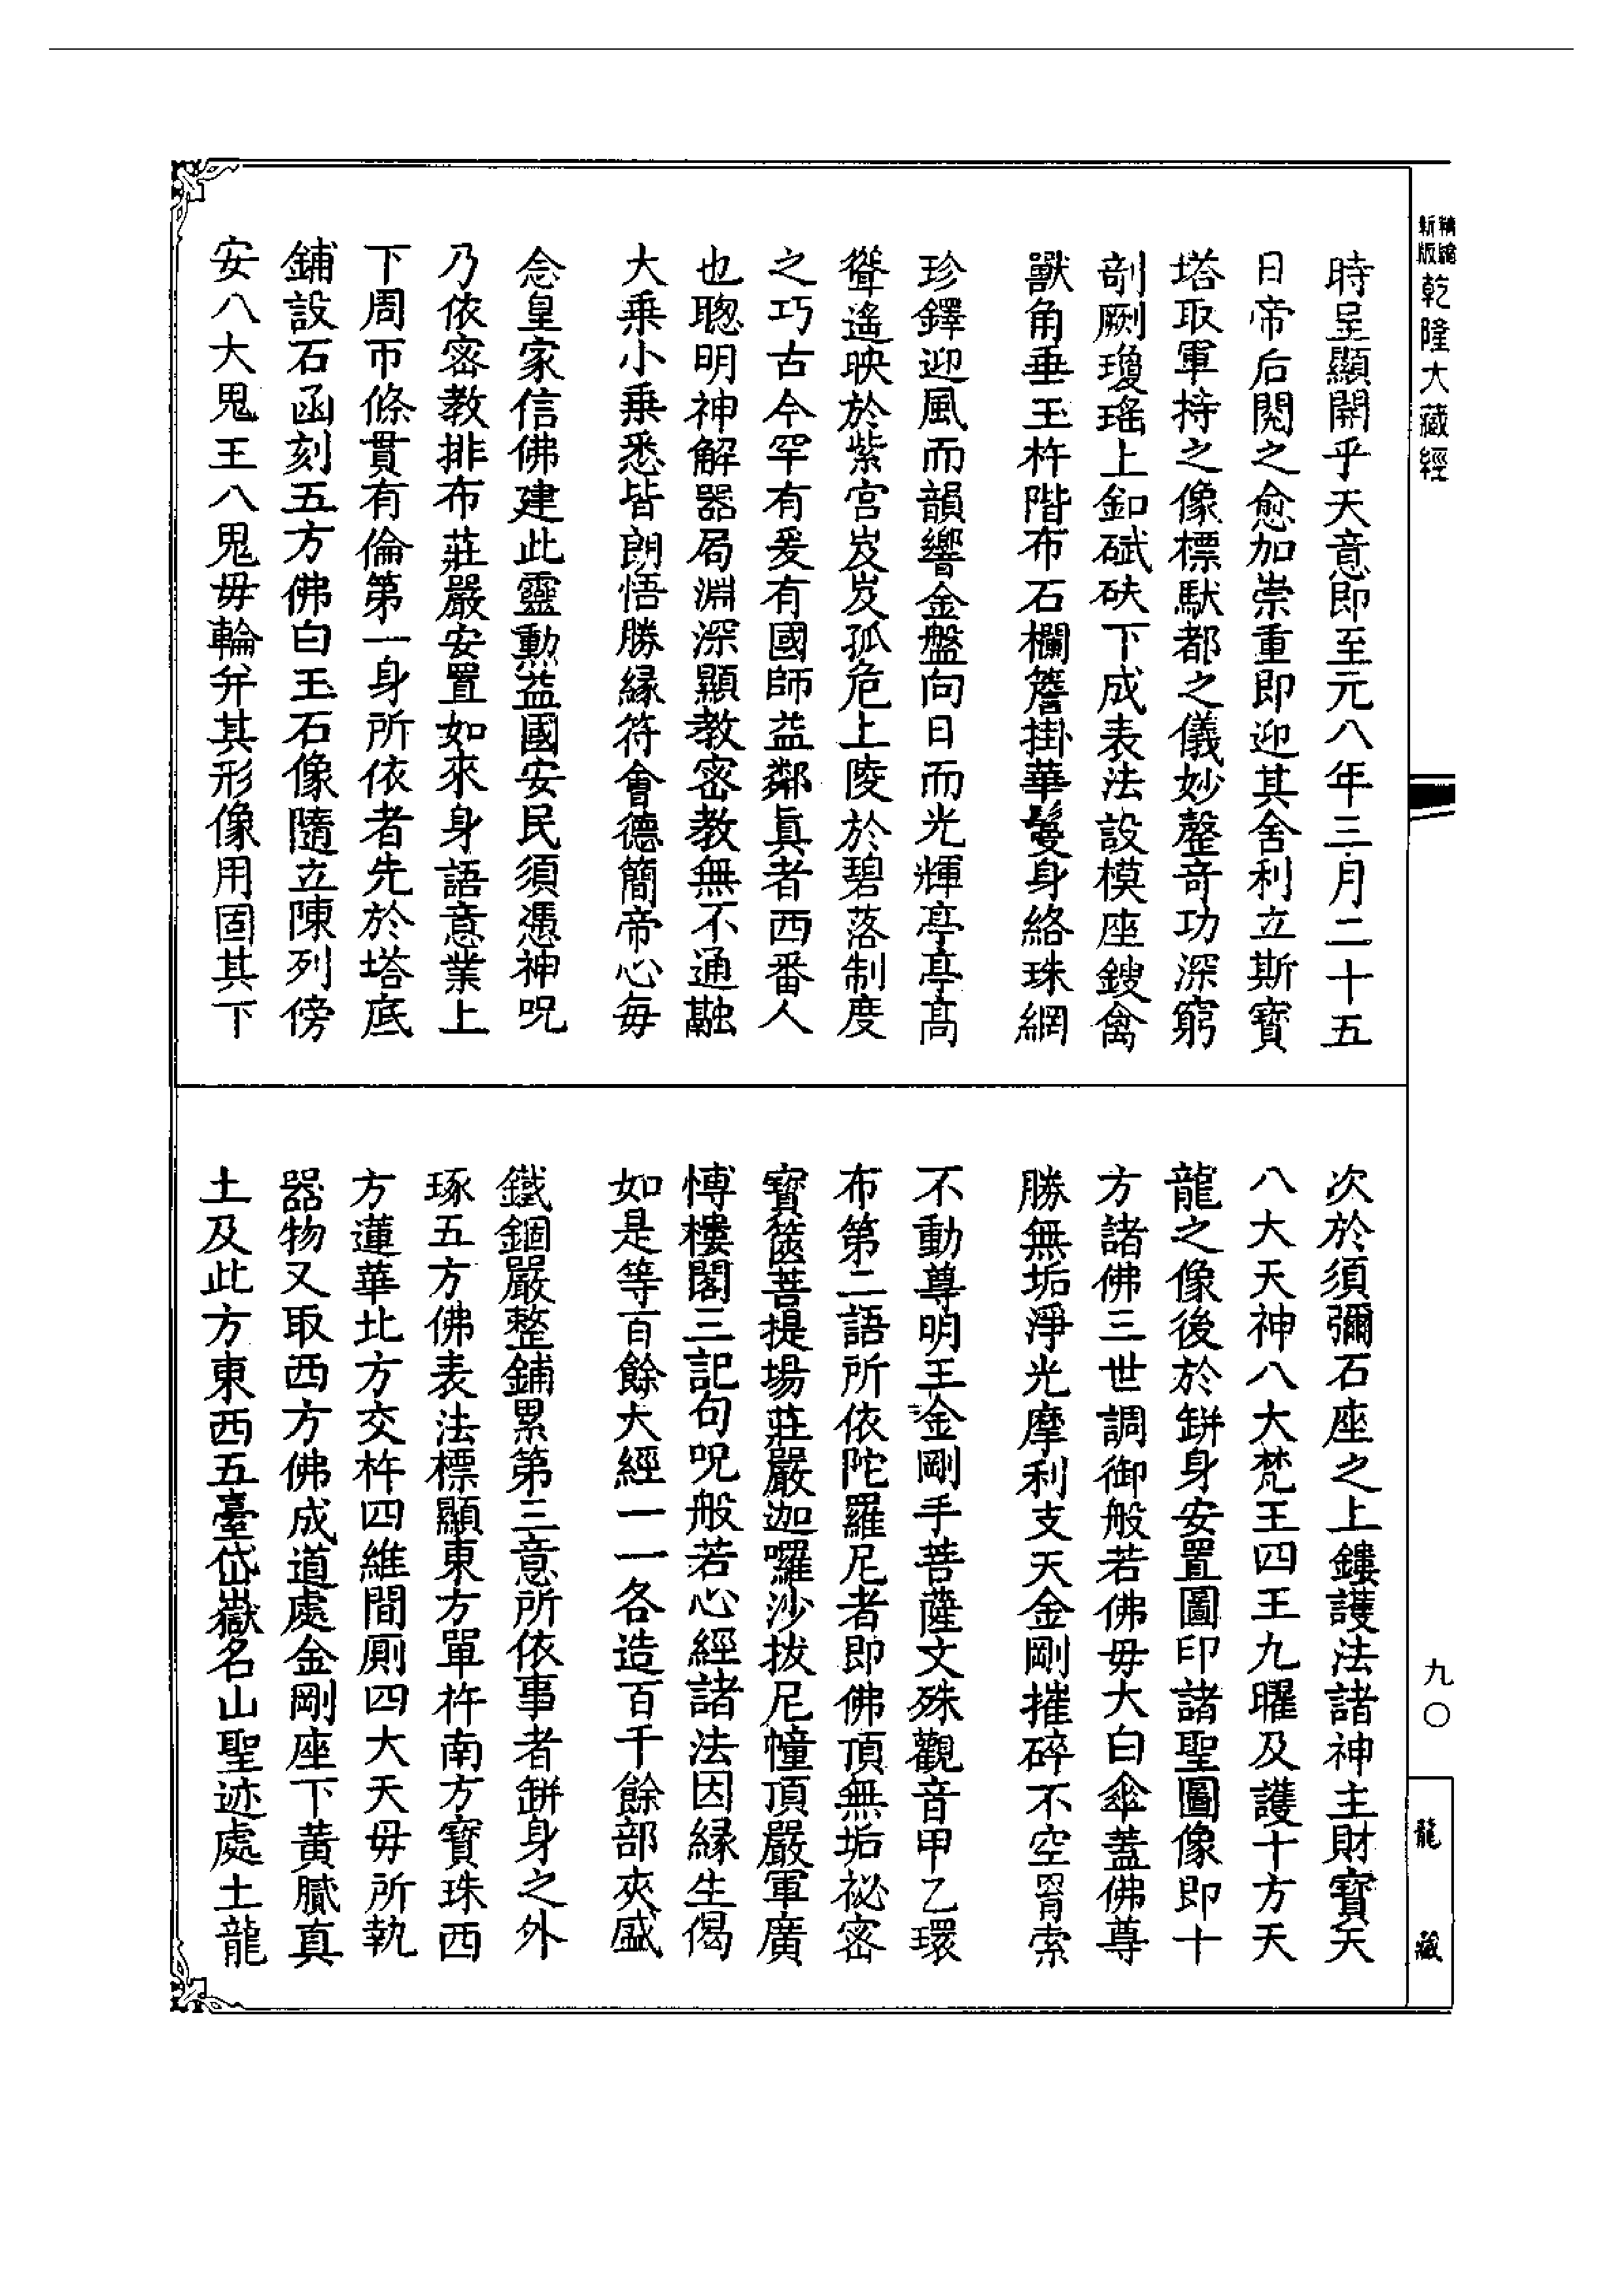 精縮新版乾隆大藏經
時呈顯開乎天意即至元八年三月二十五
日帝后閱之愈加崇重即迎其舍利立斯寶
塔取軍持之像標馱都之儀妙罄奇功深窮
剞劂瓊瑤上釦碔砆下成表法設模座鎪禽
獸角垂玉杵階布石欄簷掛華鬘身絡珠網
珍鐸迎風而韻響金盤向日而光輝亭亭高
聳遙映於紫宮岌岌孤危上陵於碧落制度
之巧古今罕有爰有國師益鄰眞者西番人
也聰明神解器局淵深顯教密教無不通融
大乘小乘悉皆朗悟勝緣符會德簡帝心每
念皇家信佛建此靈勲益國安民須憑神呪
乃依密教排布莊嚴安置如來身語意業上
下周帀條貫有倫第一身所依者先於塔底
鋪設石函刻五方佛白玉石像隨立陳列傍
安八大鬼王八鬼毋輪弁其形像用固其下
次於須彌石座之上鏤護法諸神主財寶天
八大天神八大梵王四王九曜及護十方天
龍之像後於缾身安置圖印諸聖圖像即十
方諸佛三世調御般若佛毋大白傘蓋佛尊
勝無垢淨光摩利支天金剛摧碎不空罥索
不動尊明王金剛手菩薩文殊觀音甲乙環
布第二語所依陀羅尼者即佛頂無垢祕密
寶篋菩提場莊嚴迦囉沙拔尼幢頂嚴軍廣
愽樓閣三記句呪般若心經諸法因緣生偈
如是等百餘大經一一各造百千餘部夾盛
鐵錮嚴整鋪累第三意所依事者缾身之外
琢五方佛表法標顯東方單杵南方寶珠西
方蓮華北方交杵四維間廁四大天毋所執
器物又取西方佛成道處金剛座下黃膩真
土及此方東西五臺岱嶽名山聖迹處土龍
九〇
龍藏